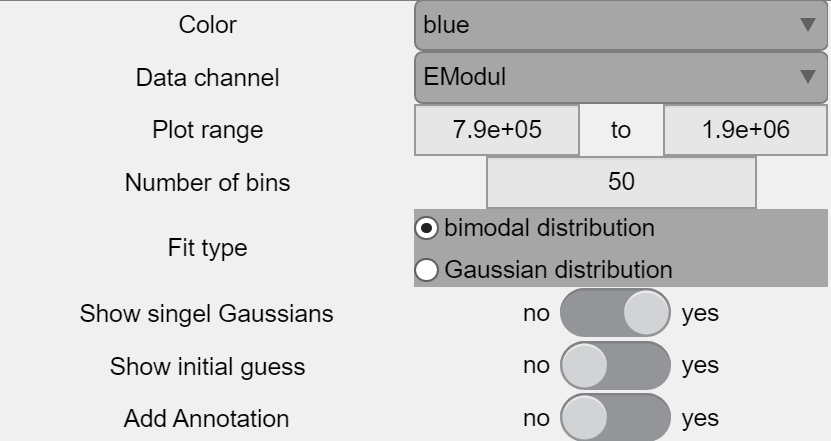 Color blue
Data channel EModul
Plot range 7.9e+05 to 1.9e+06
Number of bins 50
Fit type
bimodal distribution
Gaussian distribution
Show singel Gaussians no yes
Show initial guess no yes
Add Annotation no yes